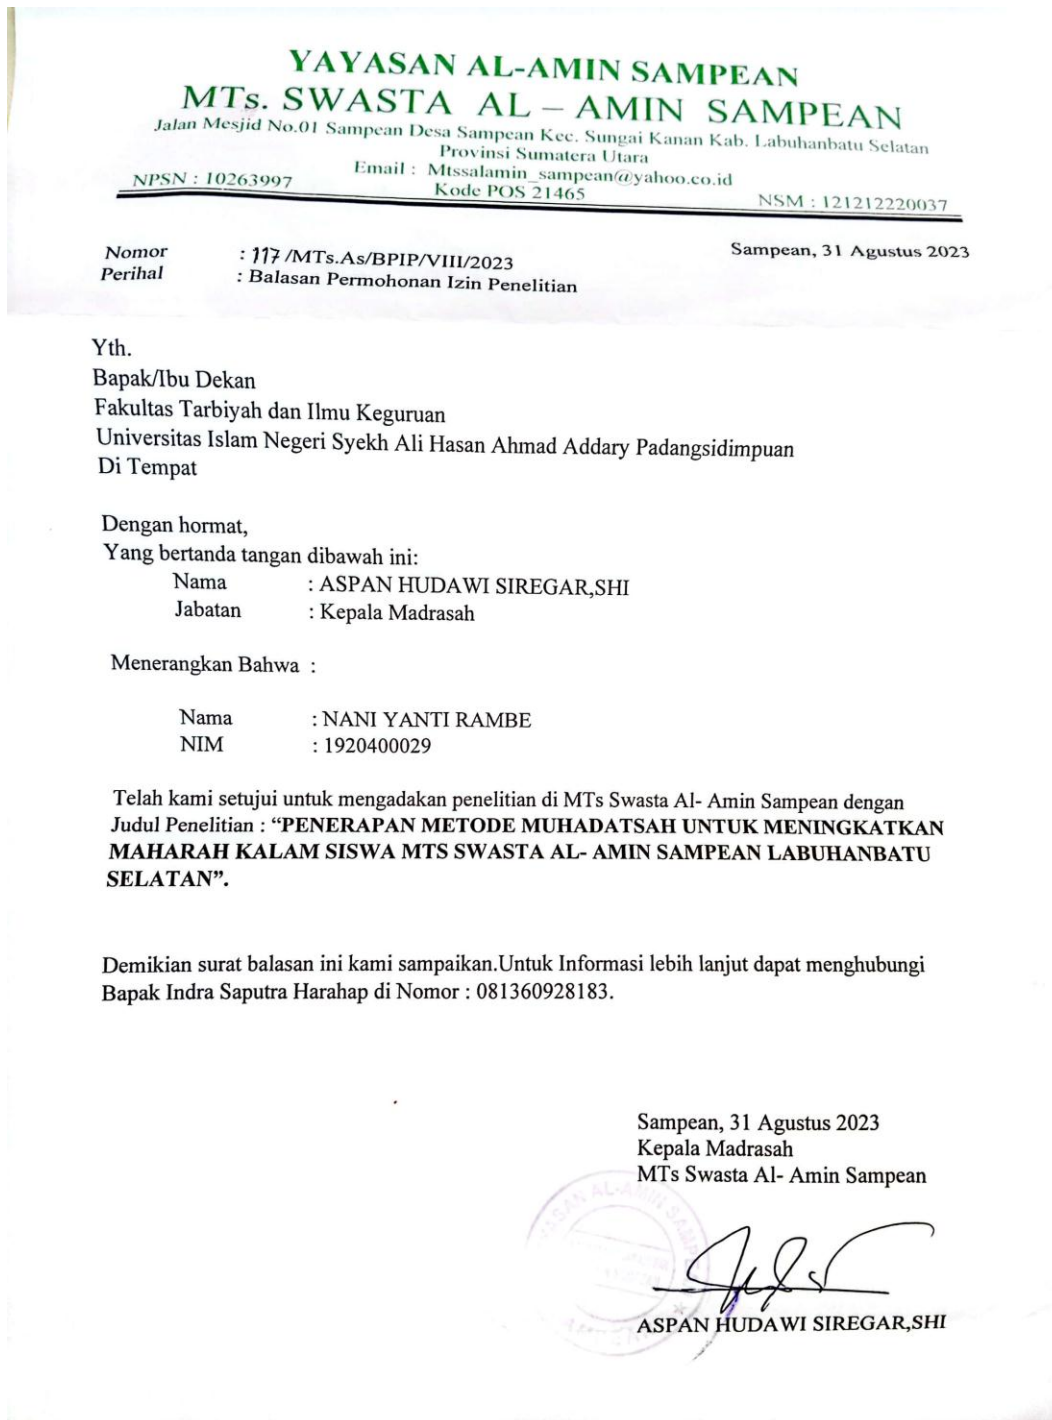 YAYASAN AL-AMIN SAMPEAN
MTs. SWASTA AL – AMIN SAMPEAN
Jalan Mesjid No.01 Sampean Desa Sampean Kec. Sungai Kanan Kab. Labuhanbatu Selatan
Provinsi Sumatera Utara
Email : Mtssalamin_sampean@yahoo.co.id
NPSN : 10263997 Kode POS 21465 NSM : 121212220037
Nomor : 117 /MTs.As/BPIP/VIII/2023 Sampean, 31 Agustus 2023
Perihal : Balasan Permohonan Izin Penelitian
Yth.
Bapak/Ibu Dekan
Fakultas Tarbiyah dan Ilmu Keguruan
Universitas Islam Negeri Syekh Ali Hasan Ahmad Addary Padangsidimpuan
Di Tempat
Dengan hormat,
Yang bertanda tangan dibawah ini:
Nama : ASPAN HUDAWI SIREGAR,SHI
Jabatan : Kepala Madrasah
Menerangkan Bahwa :
Nama : NANI YANTI RAMBE
NIM : 1920400029
Telah kami setujui untuk mengadakan penelitian di MTs Swasta Al- Amin Sampean dengan
Judul Penelitian : “PENERAPAN METODE MUHADATSAH UNTUK MENINGKATKAN
MAHARAH KALAM SISWA MTS SWASTA AL- AMIN SAMPEAN LABUHANBATU
SELATAN”.
Demikian surat balasan ini kami sampaikan.Untuk Informasi lebih lanjut dapat menghubungi
Bapak Indra Saputra Harahap di Nomor : 081360928183.
Sampean, 31 Agustus 2023
Kepala Madrasah
MTs Swasta Al- Amin Sampean
ASPAN HUDAWI SIREGAR,SHI